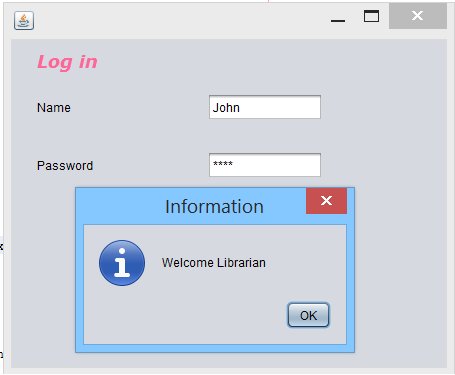 Log in
Name
John
Password
****
Information
Welcome Librarian
OK